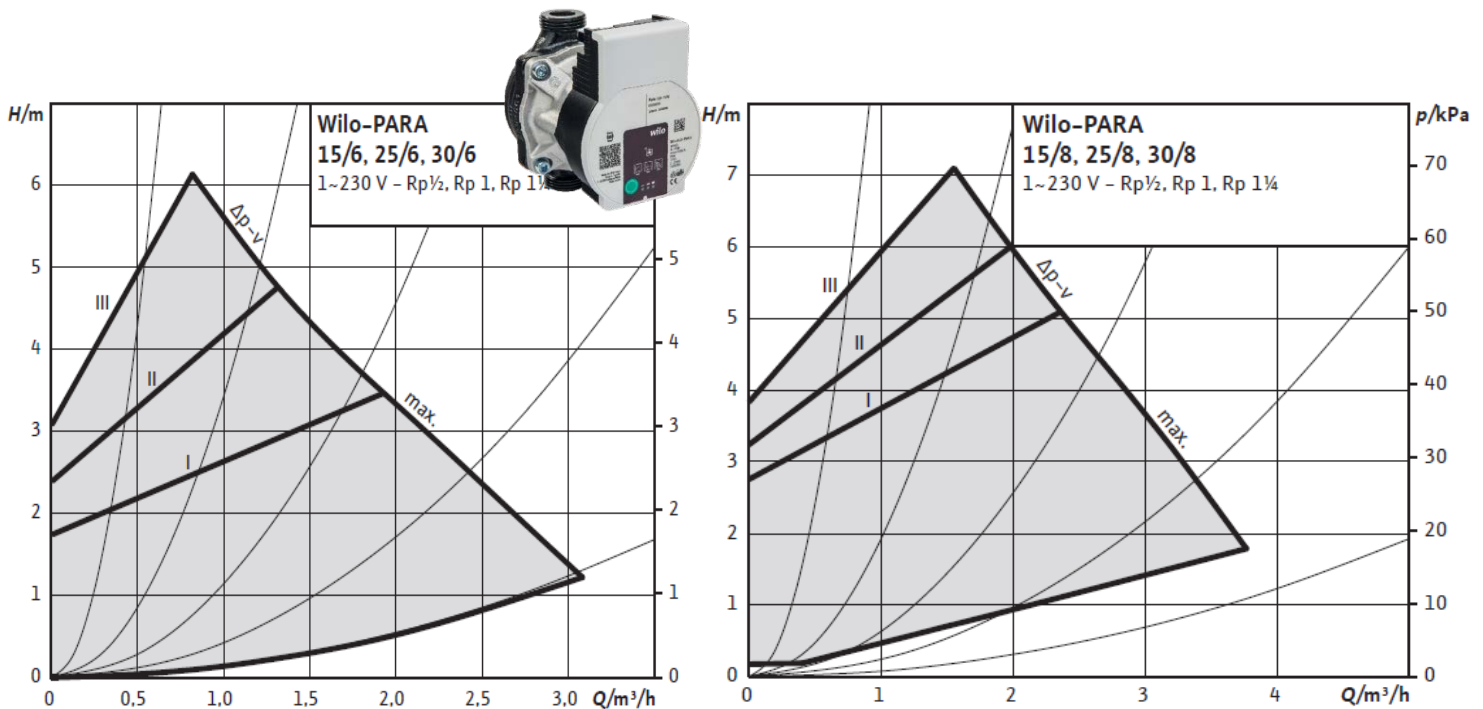 H/m
Wilo-PARA
15/6, 25/6, 30/6
1~230 V – Rp½, Rp 1, Rp 1¼
wilo
6
5
4
3
2
1
0
III
II
I
Δp-v
max.
5
4
3
2
1
0
0
0,5
1,0
1,5
2,0
2,5
3,0
Q/m³/h
H/m
Wilo-PARA
15/8, 25/8, 30/8
1~230 V – Rp½, Rp 1, Rp 1¼
p/kPa
7
6
5
4
3
2
1
0
III
II
I
Δp-v
max.
70
60
50
40
30
20
10
0
0
1
2
3
4
Q/m³/h